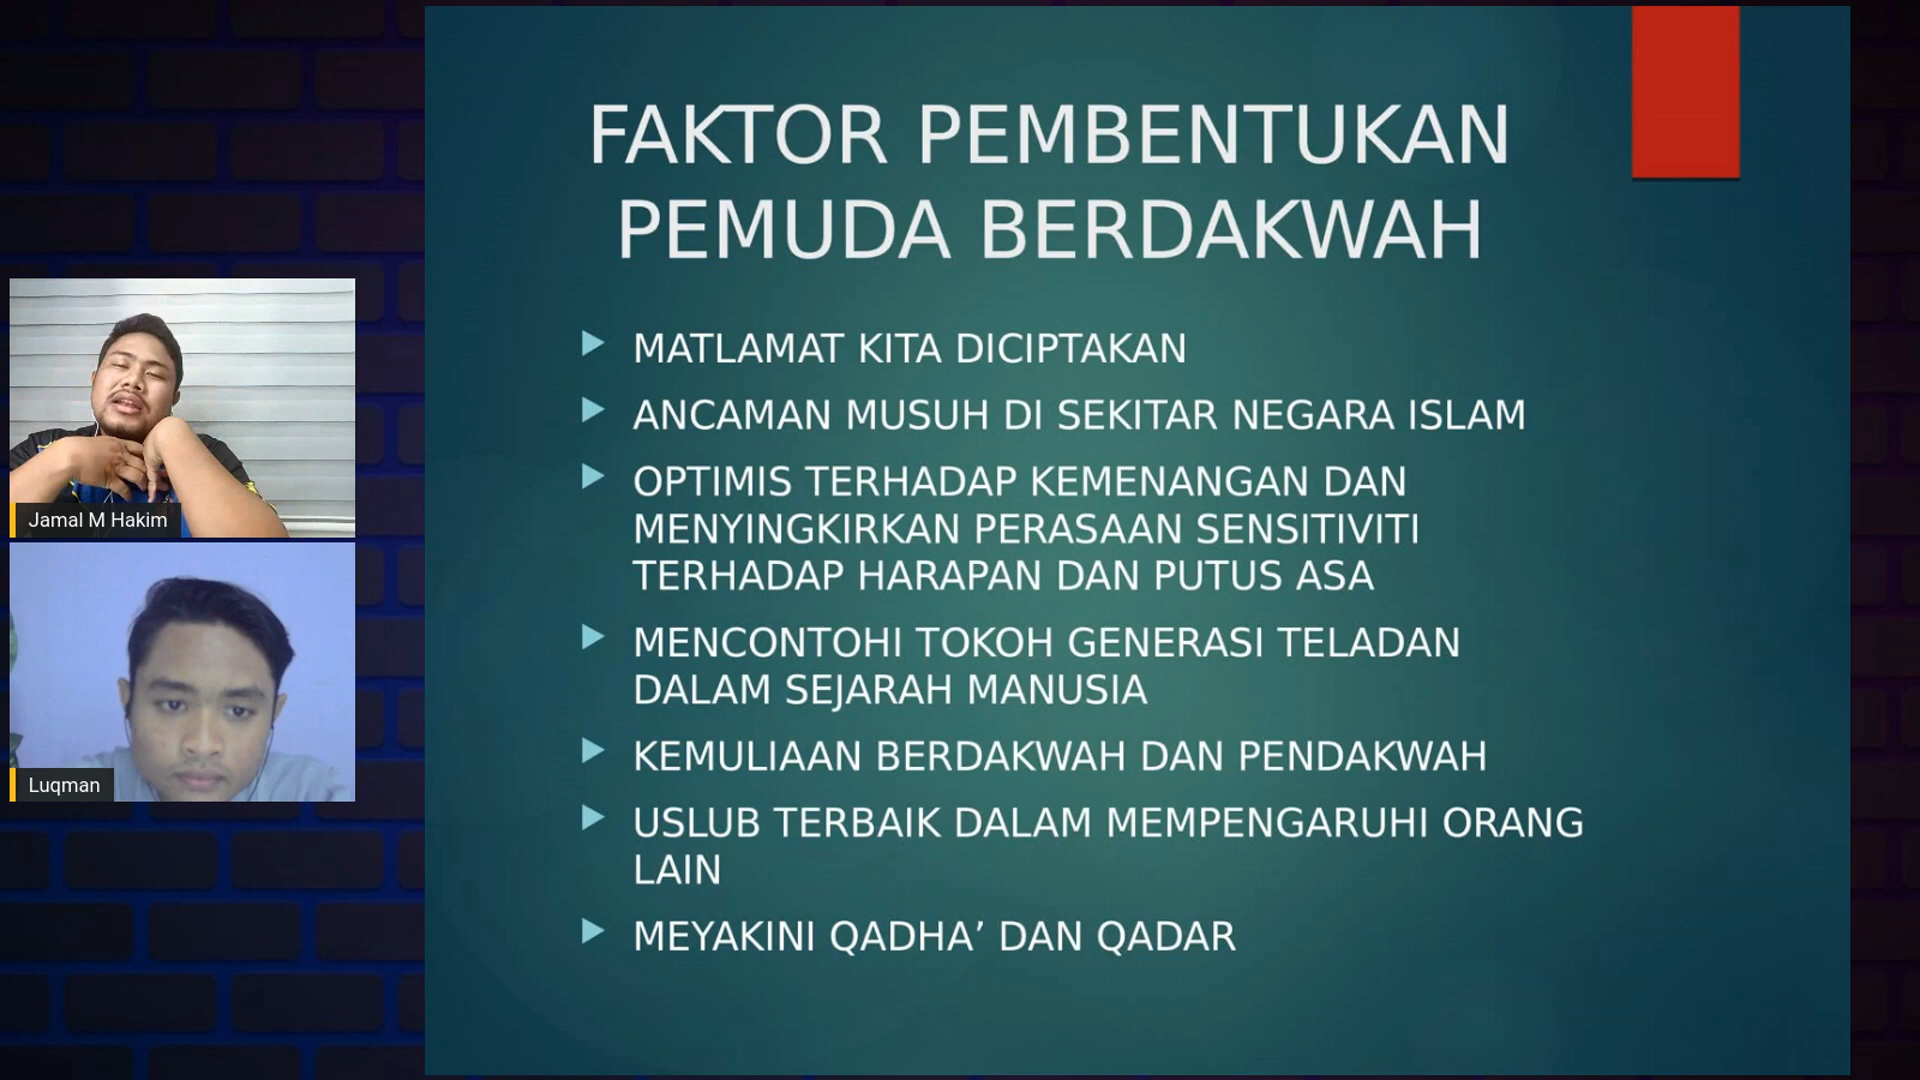 FAKTOR PEMBENTUKAN
PEMUDA BERDAKWAH
MATLAMAT KITA DICIPTAKAN
ANCAMAN MUSUH DI SEKITAR NEGARA ISLAM
OPTIMIS TERHADAP KEMENANGAN DAN
MENYINGKIRKAN PERASAAN SENSITIVITI
TERHADAP HARAPAN DAN PUTUS ASA
MENCONTOHI TOKOH GENERASI TELADAN
DALAM SEJARAH MANUSIA
KEMULIAAN BERDAKWAH DAN PENDAKWAH
USLUB TERBAIK DALAM MEMPENGARUHI ORANG
LAIN
MEYAKINI QADHA’ DAN QADAR
Jamal M Hakim
Luqman